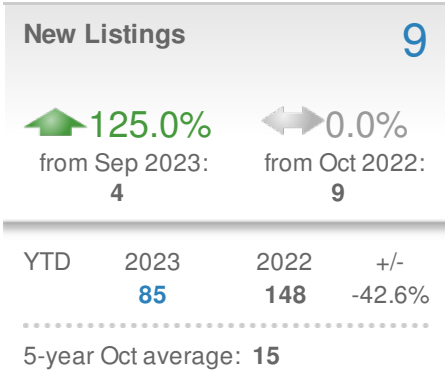 New Listings 9
125.0% 0.0%
from Sep 2023: from Oct 2022:
4 9
YTD 2023 2022 +/-
85 148 -42.6%
5-year Oct average: 15